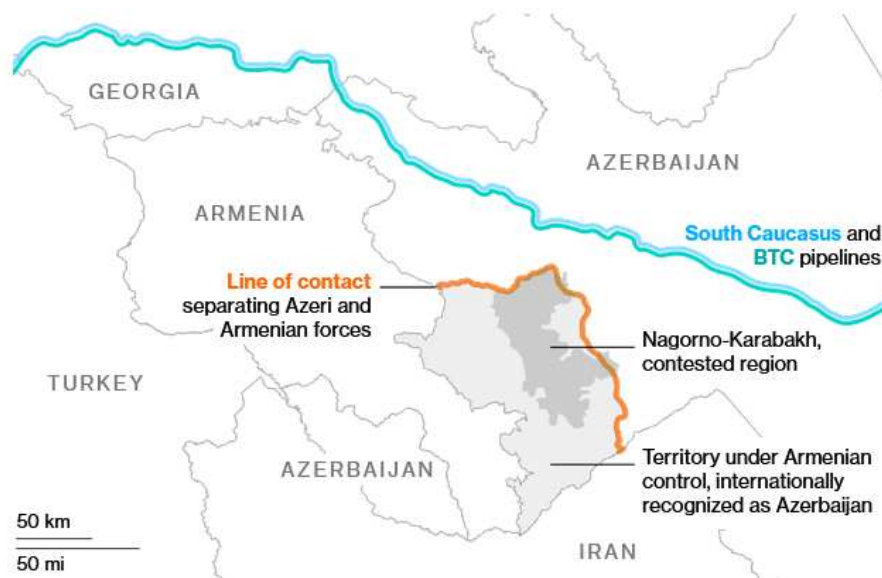 GEORGIA
AZERBAIJAN
ARMENIA
South Caucasus and
BTC pipelines
Line of contact
separating Azeri and
Armenian forces
Nagorno-Karabakh,
contested region
TURKEY
AZERBAIJAN
Territory under Armenian
control, internationally
recognized as Azerbaijan
50 km
50 mi
IRAN